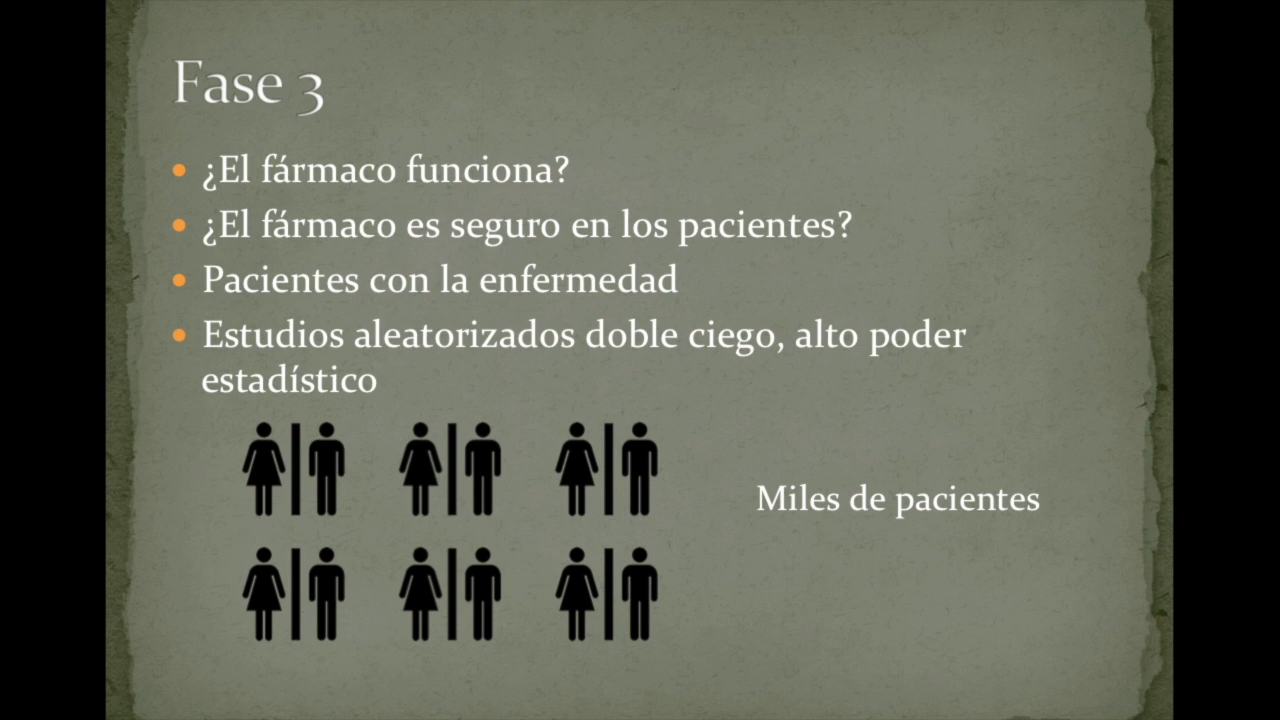 Fase 3
¿El fármaco funciona?
¿El fármaco es seguro en los pacientes?
Pacientes con la enfermedad
Estudios aleatorizados doble ciego, alto poder
estadístico
Miles de pacientes